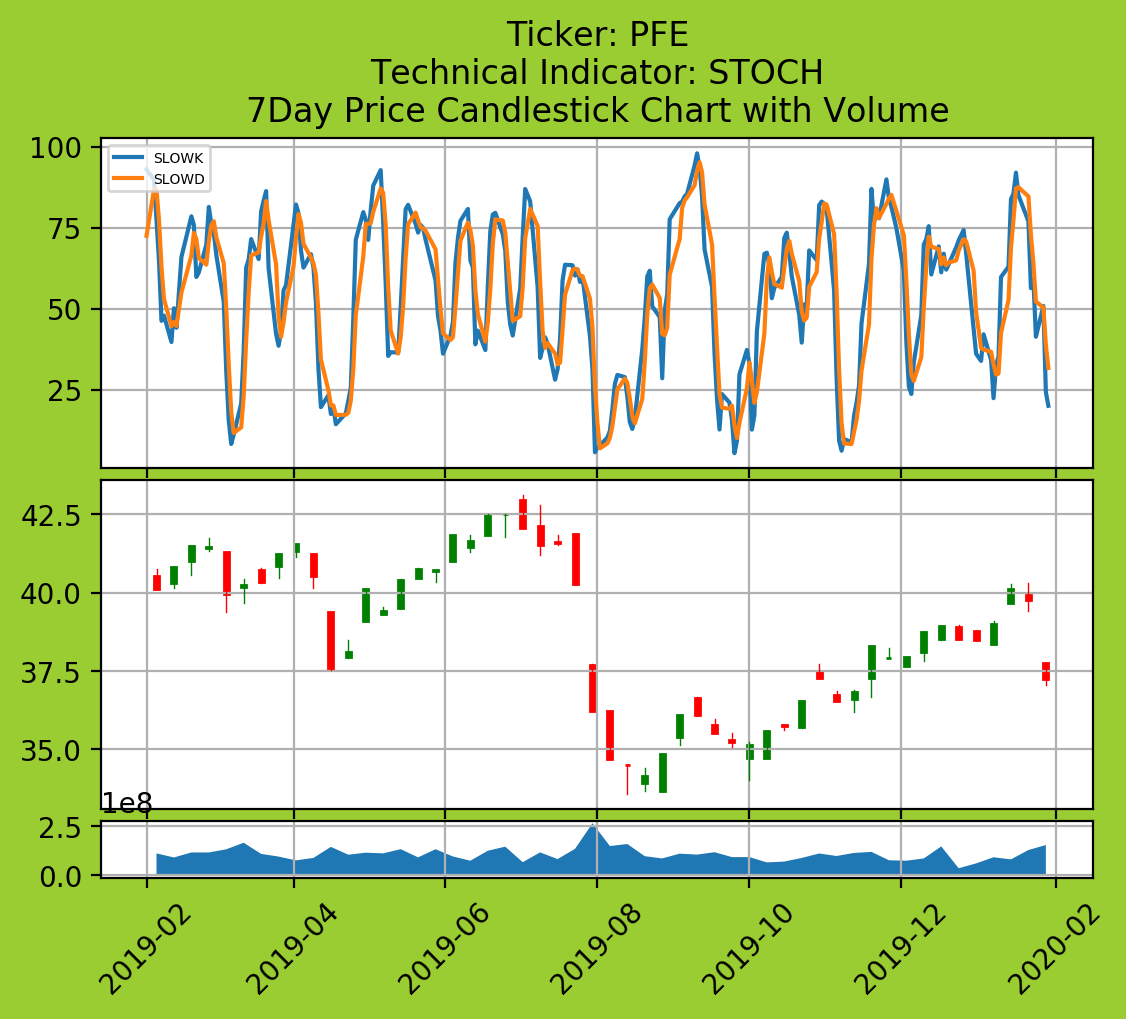 Ticker: PFE
Technical Indicator: STOCH
7Day Price Candlestick Chart with Volume
100
75
50
25
SLOWK
SLOWD
42.5
40.0
37.5
35.0
1e8
2.5
0.0
2019-02
2019-04
2019-06
2019-08
2019-10
2019-12
2020-02